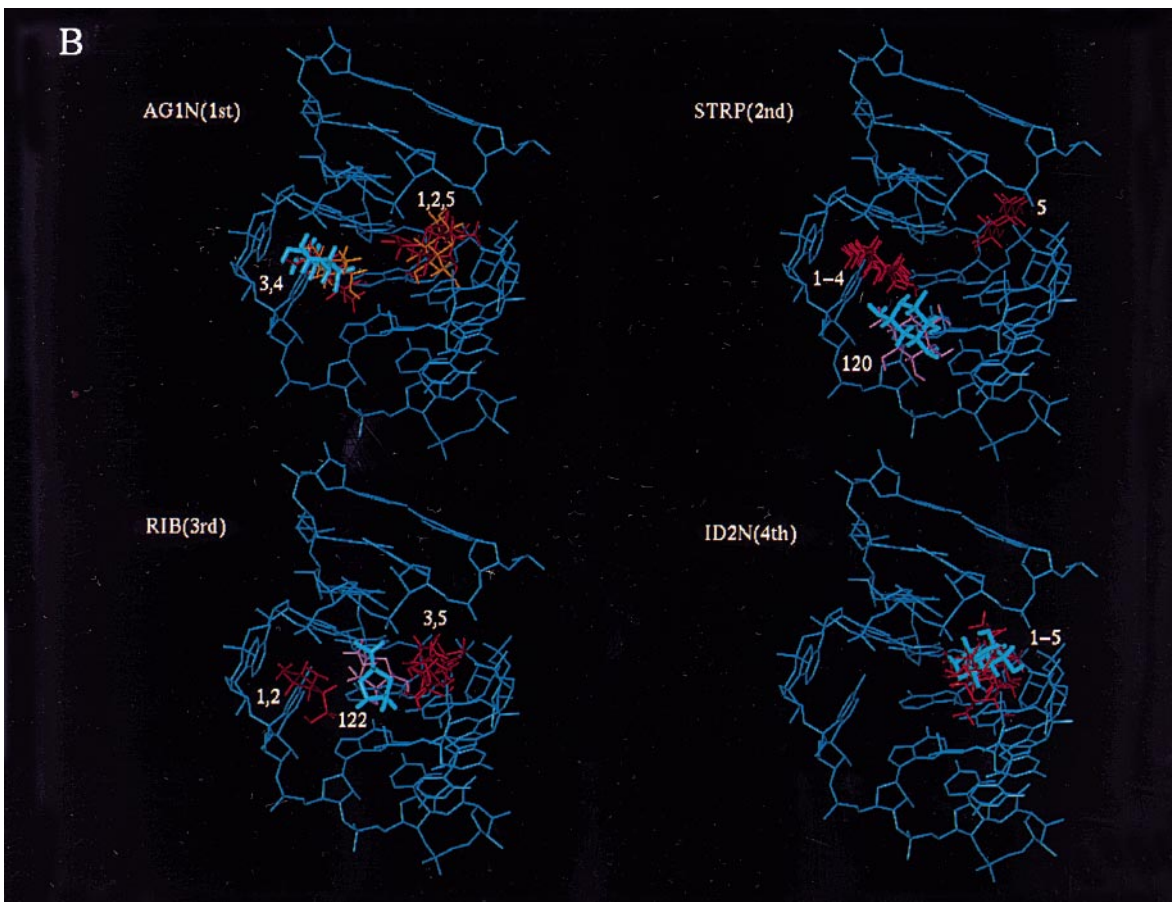 B
AG1N(1st)
1,2,5
3,4
STRP(2nd)
5
1–4
120
RIB(3rd)
3,5
1,2
122
ID2N(4th)
1–5